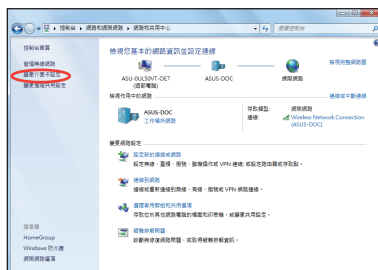 控制台 ▸ 網路和網際網路 ▸ 網路和共用中心
搜尋控制台
控制台首頁
管理無線網路
變更介面卡設定
變更進階共用設定
檢視您基本的網路資訊並設定連線
檢視完整網路圖
ASU-0UL50VT-OE7
(這部電腦)
ASUS-DOC
網際網路
檢視作用中的網路
連線或中斷連線
ASUS-DOC
工作場所網路
存取類型:
網際網路
連線:
Wireless Network Connection
(ASUS-DOC)
變更網路設定
設定新的連線或網路
設定無線、寬頻、撥號、臨機操作或 VPN 連線; 或設定路由器或存取點。
連線到網路
連線或重新連線到無線、有線、撥號或 VPN 網路連線。
選擇家用群組和共用選項
存取位於其他網路電腦的檔案和印表機，或變更共用設定。
疑難排解問題
診斷與修復網路問題，或取得疑難排解資訊。
請參閱
HomeGroup
Windows 防火牆
網際網路選項